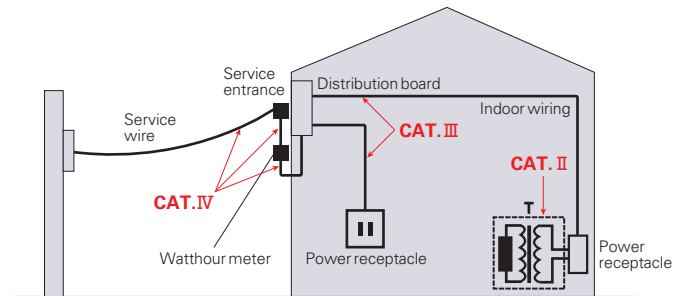 Service
entrance
Distribution board
Service
wire
Indoor wiring
CAT. Ⅲ
CAT. Ⅱ
CAT. Ⅳ
T
Watthour meter
Power receptacle
Power
receptacle